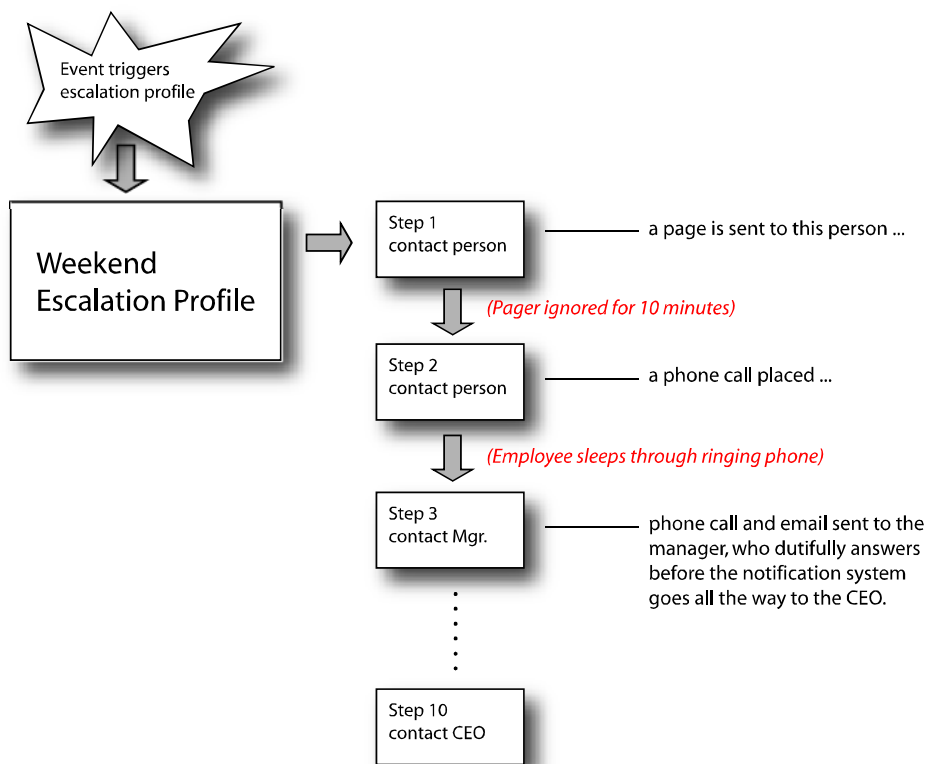 Event triggers
escalation profile
Weekend
Escalation Profile
Step 1
contact person
a page is sent to this person ...
(Pager ignored for 10 minutes)
Step 2
contact person
a phone call placed ...
(Employee sleeps through ringing phone)
Step 3
contact Mgr.
phone call and email sent to the
manager, who dutifully answers
before the notification system
goes all the way to the CEO.
Step 10
contact CEO